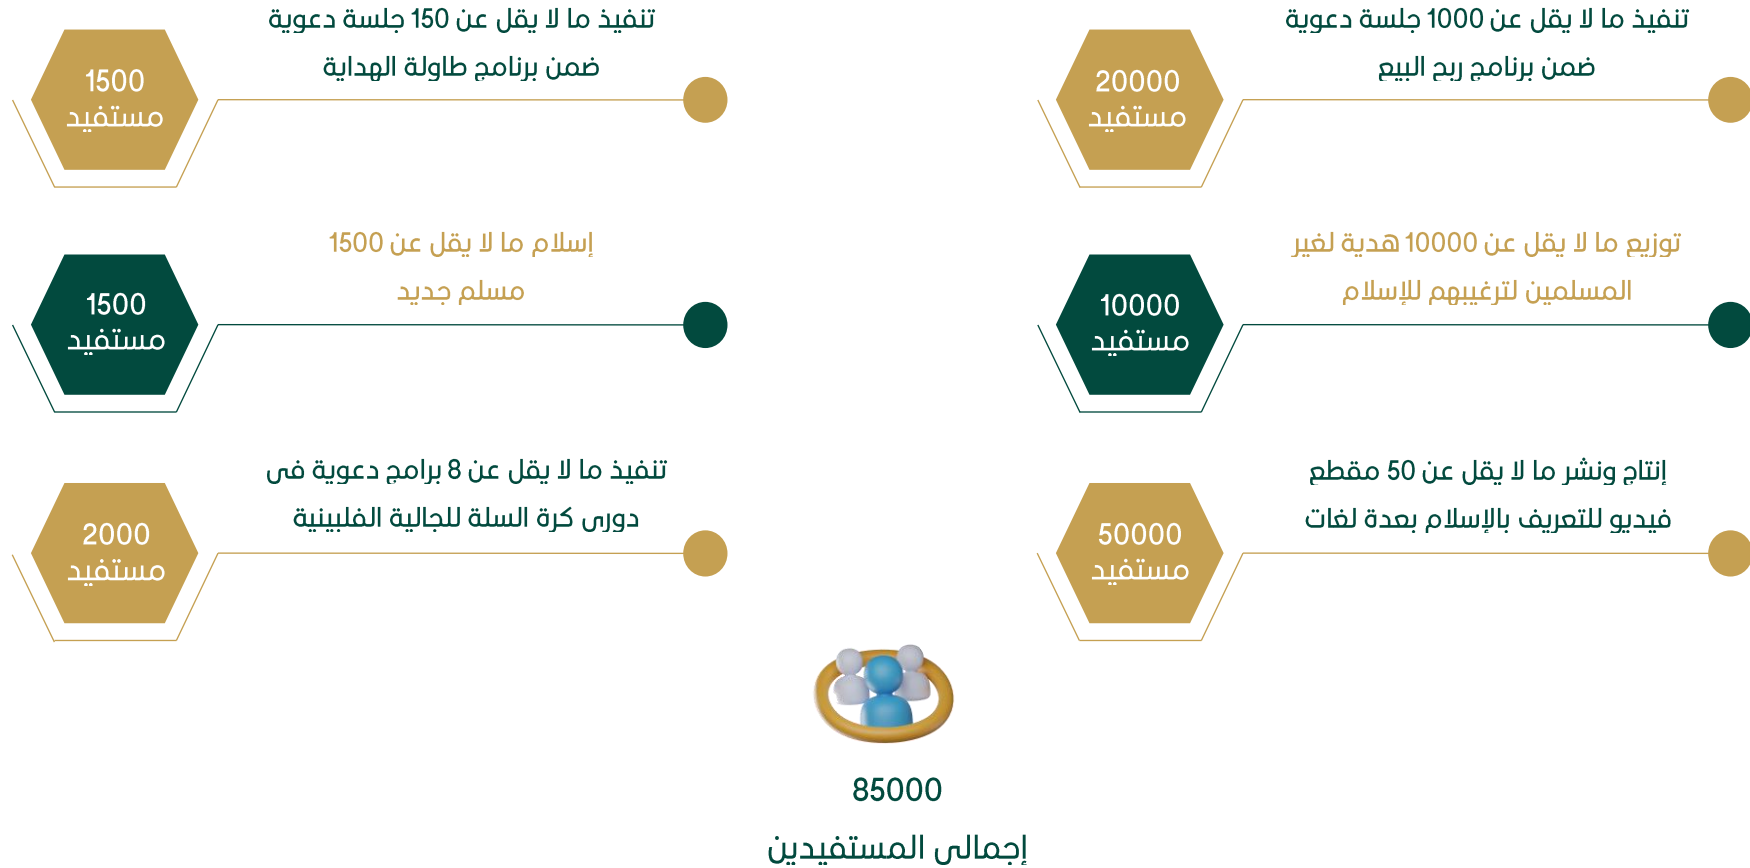 تنفيذ ما لا يقل عن 1000 جلسة دعوية
ضمن برنامج ربح البيع
20000
مستفيد
تنفيذ ما لا يقل عن 150 جلسة دعوية
ضمن برنامج طاولة الهداية
1500
مستفيد
توزيع ما لا يقل عن 10000 هدية لغير
المسلمين لترغيبهم للإسلام
10000
مستفيد
إسلام ما لا يقل عن 1500
مسلم جديد
1500
مستفيد
إنتاج ونشر ما لا يقل عن 50 مقطع
فيديو للتعريف بالإسلام بعدة لغات
50000
مستفيد
تنفيذ ما لا يقل عن 8 برامج دعوية في
دوري كرة السلة للجالية الفلبينية
2000
مستفيد
85000
إجمالي المستفيدين